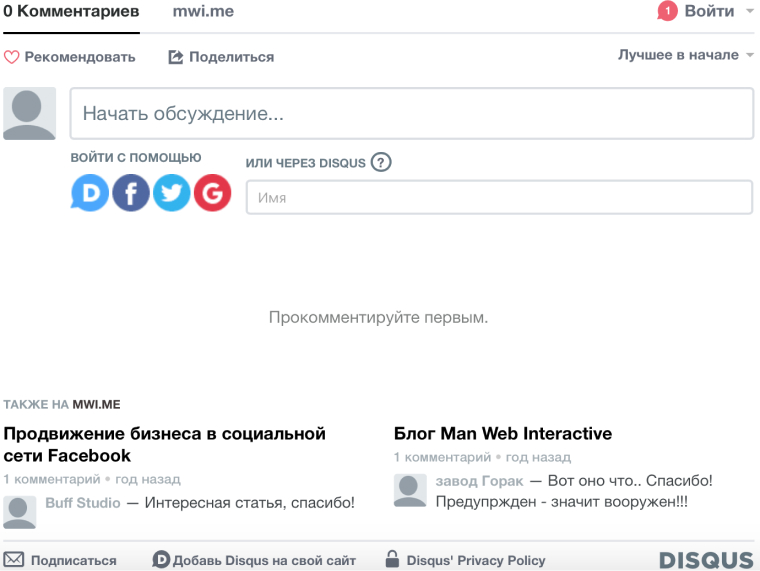 0 Комментариев mwi.me 1 Войти
Рекомендовать Поделиться Лучшее в начале
Начать обсуждение...
ВОЙТИ С ПОМОЩЬЮ ИЛИ ЧЕРЕЗ DISQUS ?
D f G Имя
Прокомментируйте первым.
ТАКЖЕ НА MWI.ME
Продвижение бизнеса в социальной
сети Facebook
1 комментарий • год назад
Buff Studio — Интересная статья, спасибо!
Блог Man Web Interactive
1 комментарий • год назад
завод Горак — Вот оно что.. Спасибо!
Предупржден - значит вооружен!!!
Подписаться D Добавь Disqus на свой сайт Disqus' Privacy Policy DISQUS